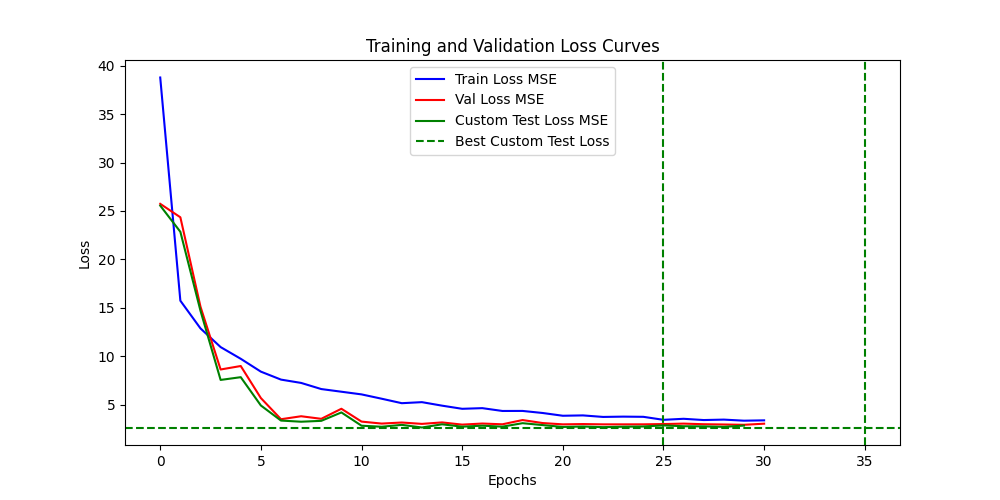 Training and Validation Loss Curves
Train Loss MSE
Val Loss MSE
Custom Test Loss MSE
Best Custom Test Loss
Loss
40
35
30
25
20
15
10
5
0 5 10 15 20 25 30 35
Epochs